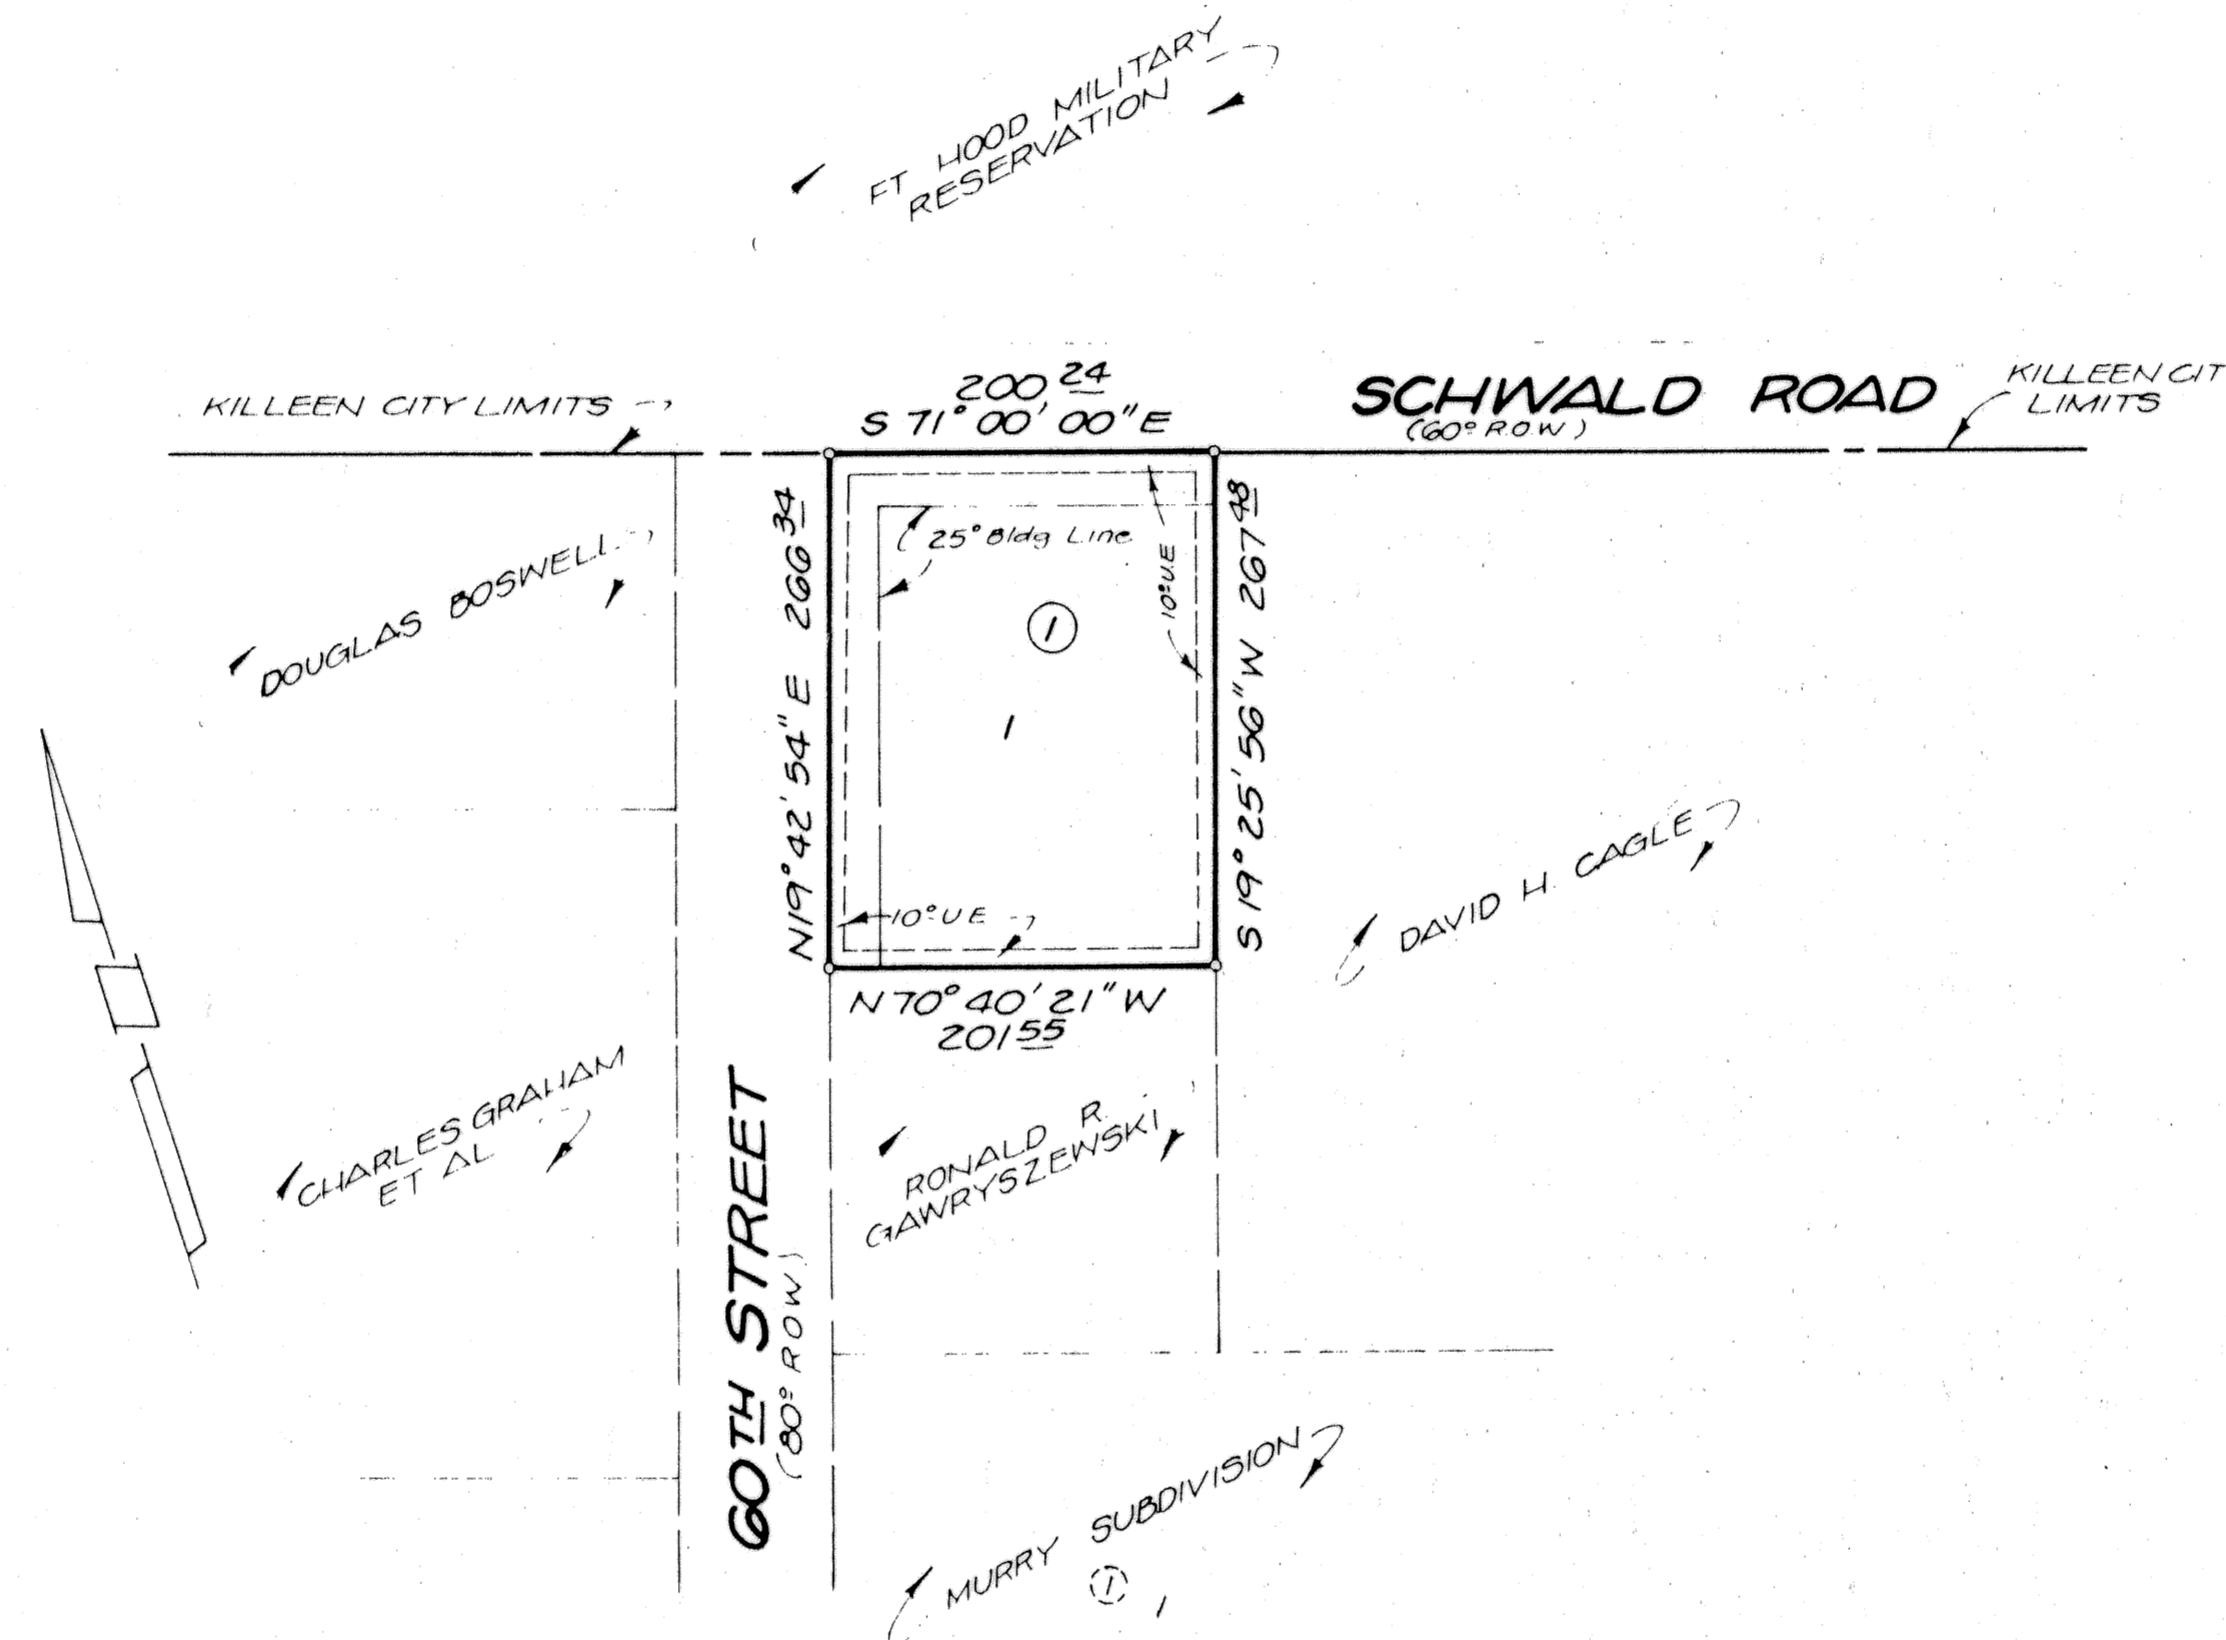 FT HOOD MILITARY
RESERVATION
200 24
S 71° 00' 00" E
SCHWALD ROAD
(60° R.O.W)
KILLEEN CITY LIMITS
KILLEEN CIT
LIMITS
DOUGLAS BOSWELL
N19° 42' 54" E 266 34
25° Bldg Line
10° U.E
S 19° 25' 56" W 267 48
1
1
10° U E
DAVID H. CAGLE
N 70° 40' 21" W
201 55
CHARLES GRAHAM
ET AL
60TH STREET
(80° ROW)
RONALD R.
GAWRYSZEWSKI
MURRY SUBDIVISION
1
1